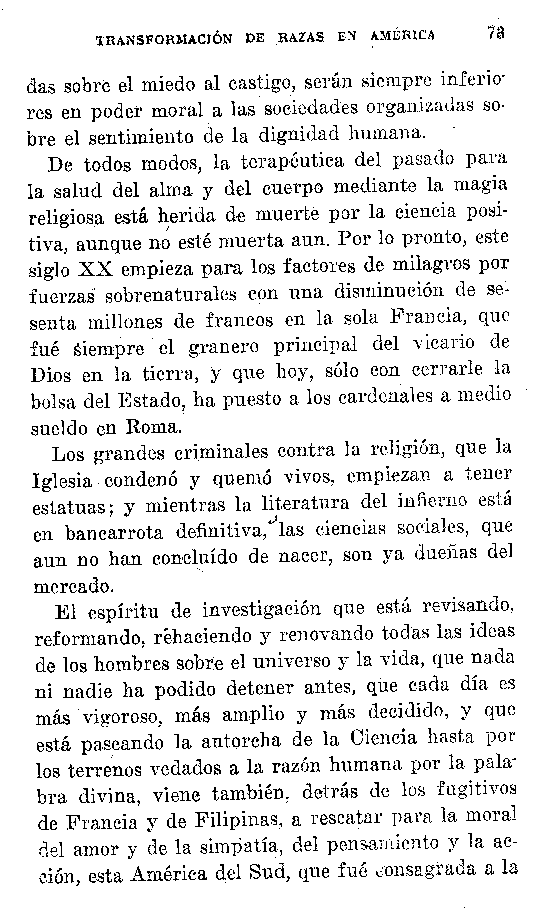 TRANSFORMACIÓN DE RAZAS EN AMÉRICA 73
das sobre el miedo al castigo, serán siempre inferio-
res en poder moral a las sociedades organizadas so-
bre el sentimiento de la dignidad humana.
De todos modos, la terapéutica del pasado para
la salud del alma y del cuerpo mediante la magia
religiosa está herida de muerte por la ciencia posi-
tiva, aunque no esté muerta aun. Por lo pronto, este
siglo XX empieza para los factores de milagros por
fuerzas sobrenaturales con una disminución de se-
senta millones de francos en la sola Francia, que
fué siempre el granero principal del vicario de
Dios en la tierra, y que hoy, sólo con cerrarle la
bolsa del Estado, ha puesto a los cardenales a medio
sueldo en Roma.
Los grandes criminales contra la religión, que la
Iglesia condenó y quemó vivos, empiezan a tener
estatuas; y mientras la literatura del infierno está
en bancarrota definitiva, las ciencias sociales, que
aun no han concluído de nacer, son ya dueñas del
mercado.
El espíritu de investigación que está revisando,
reformando, rehaciendo y renovando todas las ideas
de los hombres sobre el universo y la vida, que nada
ni nadie ha podido detener antes, que cada día es
más vigoroso, más amplio y más decidido, y que
está paseando la antorcha de la Ciencia hasta por
los terrenos vedados a la razón humana por la pala-
bra divina, viene también, detrás de los fugitivos
de Francia y de Filipinas, a rescatar para la moral
del amor y de la simpatía, del pensamiento y la ac-
ción, esta América del Sud, que fué consagrada a la